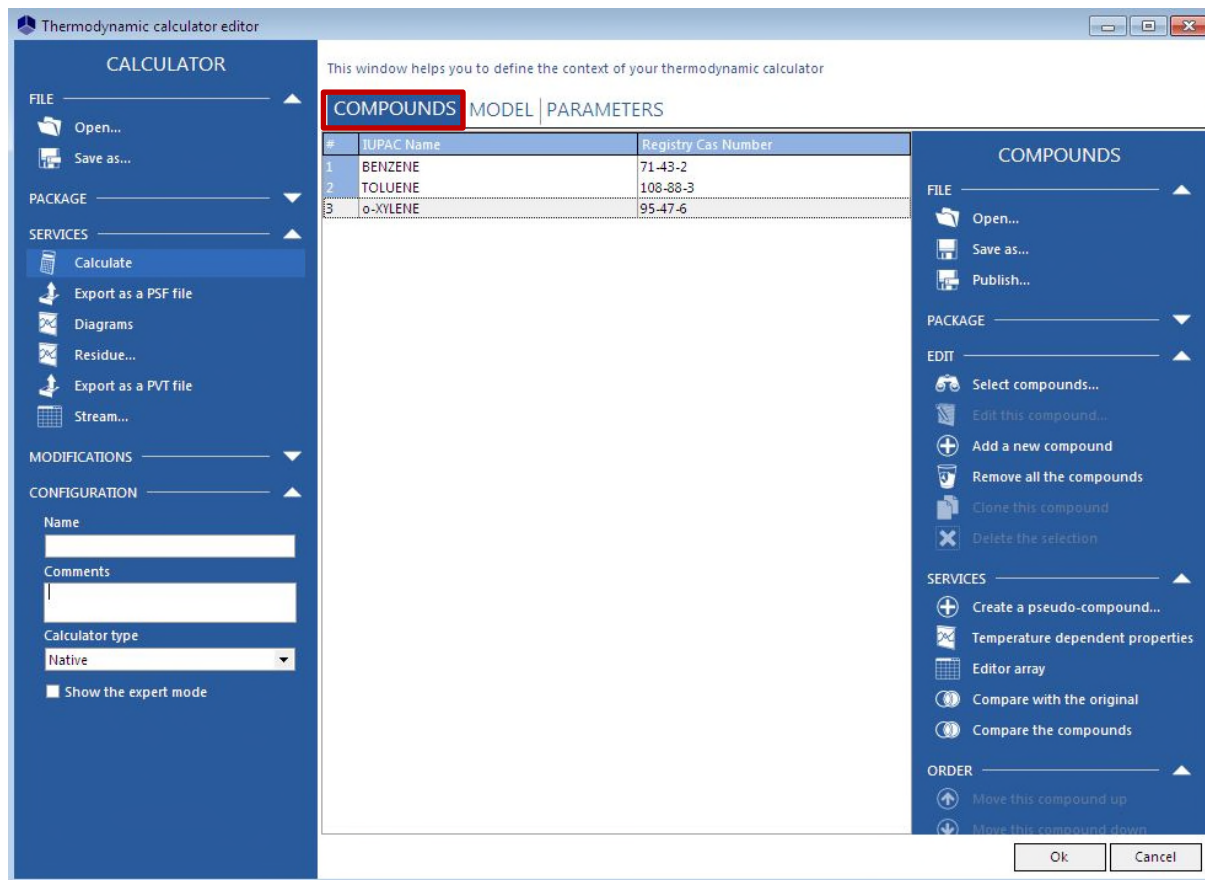 Thermodynamic calculator editor
CALCULATOR
FILE
Open...
Save as...
PACKAGE
SERVICES
Calculate
Export as a PSF file
Diagrams
Residue...
Export as a PVT file
Stream...
MODIFICATIONS
CONFIGURATION
Name
Comments
Calculator type
Native
Show the expert mode
This window helps you to define the context of your thermodynamic calculator
COMPOUNDS MODEL PARAMETERS
# IUPAC Name Registry Cas Number
1 BENZENE 71-43-2
2 TOLUENE 108-88-3
3 o-XYLENE 95-47-6
COMPOUNDS
FILE
Open...
Save as...
Publish...
PACKAGE
EDIT
Select compounds...
Edit this compound...
Add a new compound
Remove all the compounds
Clone this compound
Delete the selection
SERVICES
Create a pseudo-compound...
Temperature dependent properties
Editor array
Compare with the original
Compare the compounds
ORDER
Move this compound up
Move this compound down
Ok Cancel